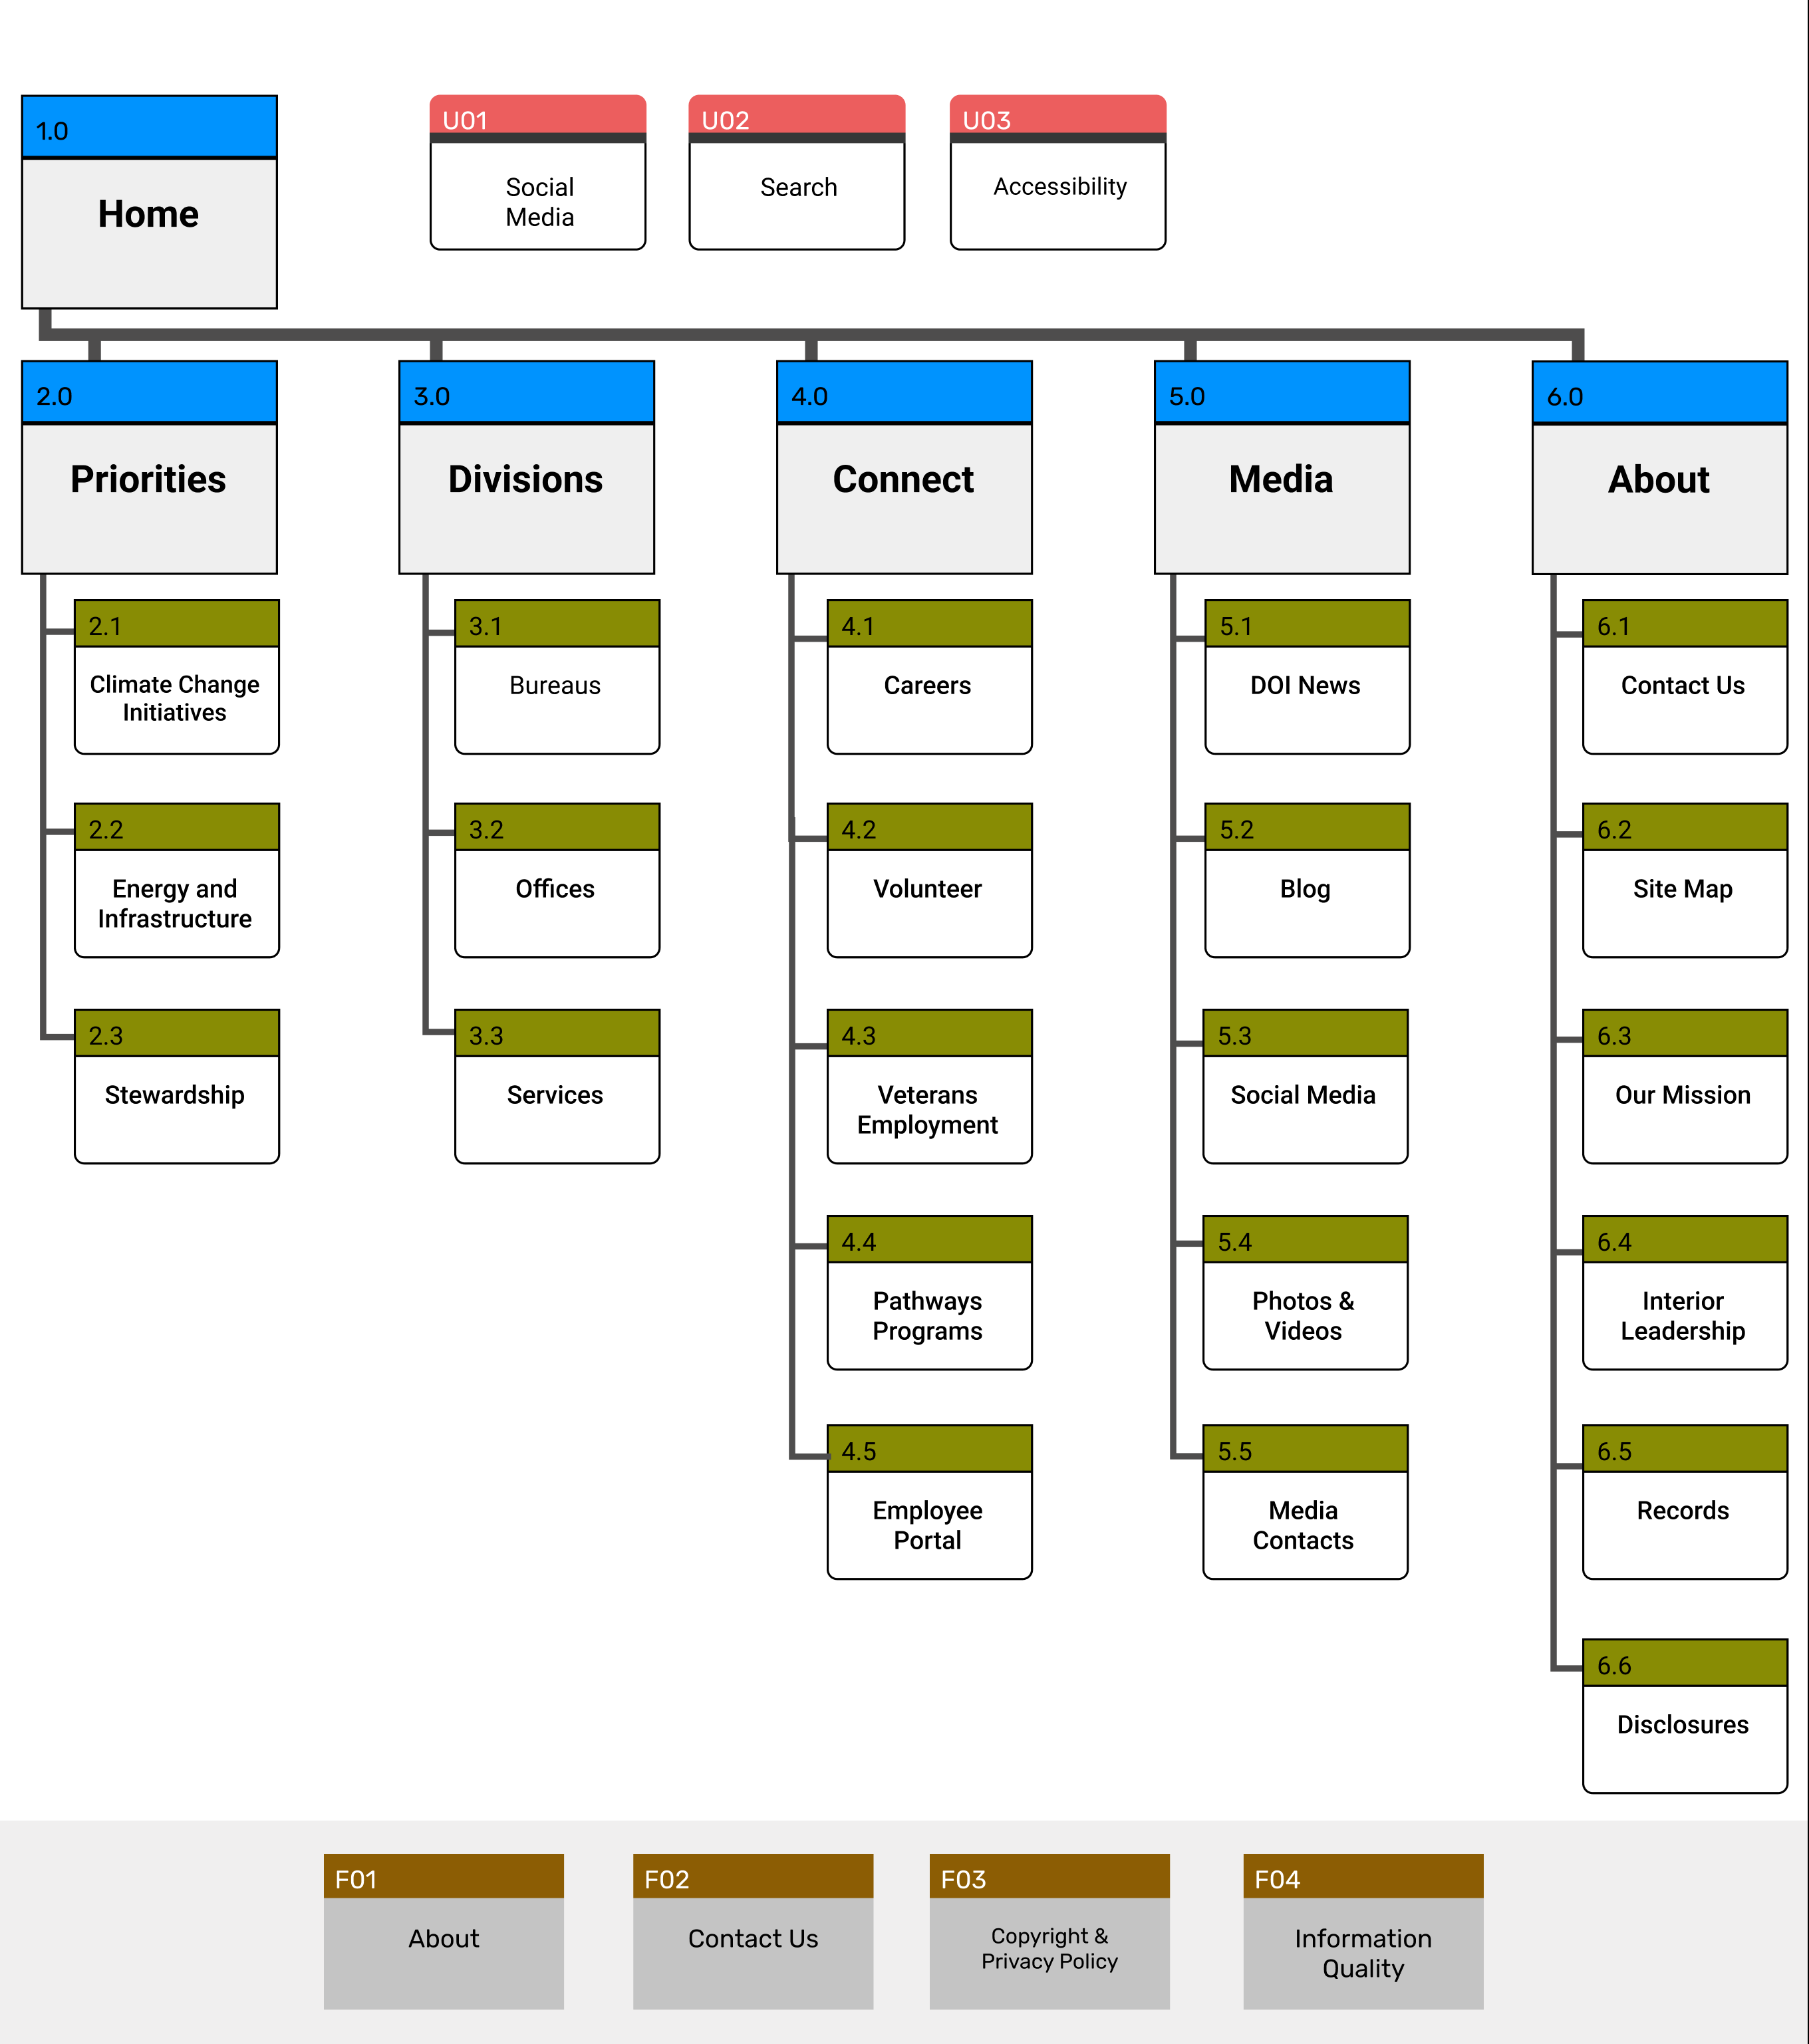 1.0
Home
U01
Social
Media
U02
Search
U03
Accessibility
2.0
Priorities
3.0
Divisions
4.0
Connect
5.0
Media
6.0
About
2.1
Climate Change
Initiatives
2.2
Energy and
Infrastructure
2.3
Stewardship
3.1
Bureaus
3.2
Offices
3.3
Services
4.1
Careers
4.2
Volunteer
4.3
Veterans
Employment
4.4
Pathways
Programs
4.5
Employee
Portal
5.1
DOI News
5.2
Blog
5.3
Social Media
5.4
Photos &
Videos
5.5
Media
Contacts
6.1
Contact Us
6.2
Site Map
6.3
Our Mission
6.4
Interior
Leadership
6.5
Records
6.6
Disclosures
F01
About
F02
Contact Us
F03
Copyright &
Privacy Policy
F04
Information
Quality